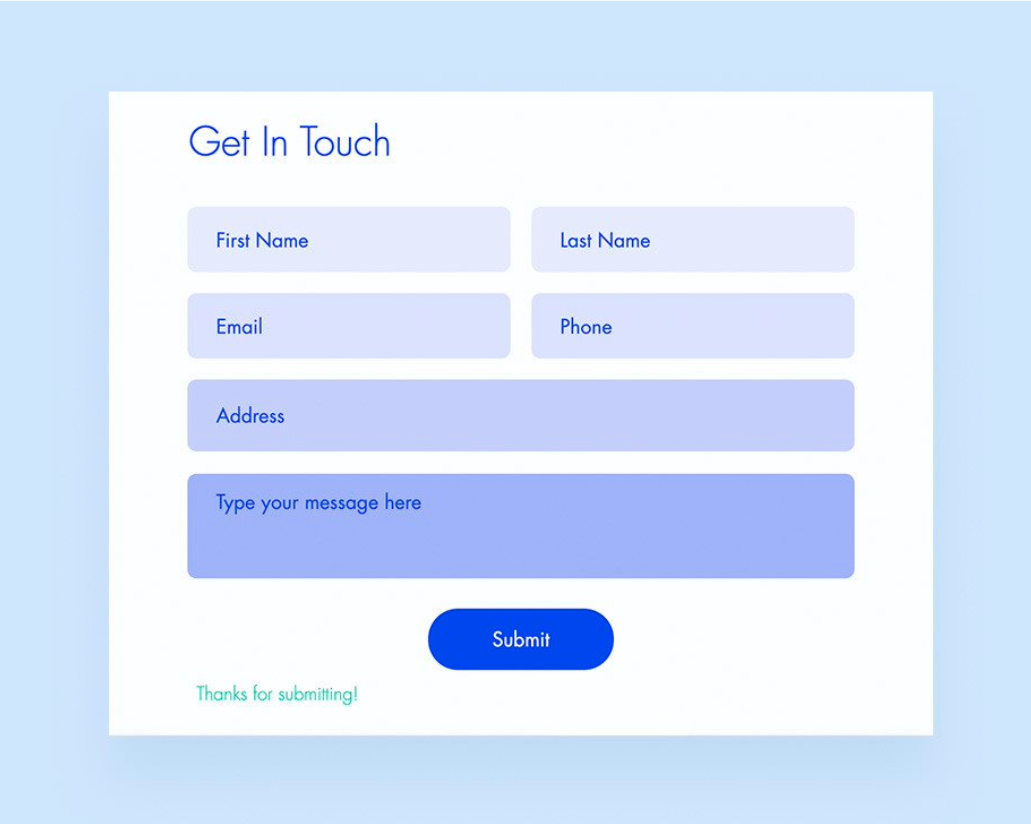 Get In Touch
First Name
Last Name
Email
Phone
Address
Type your message here
Submit
Thanks for submitting!